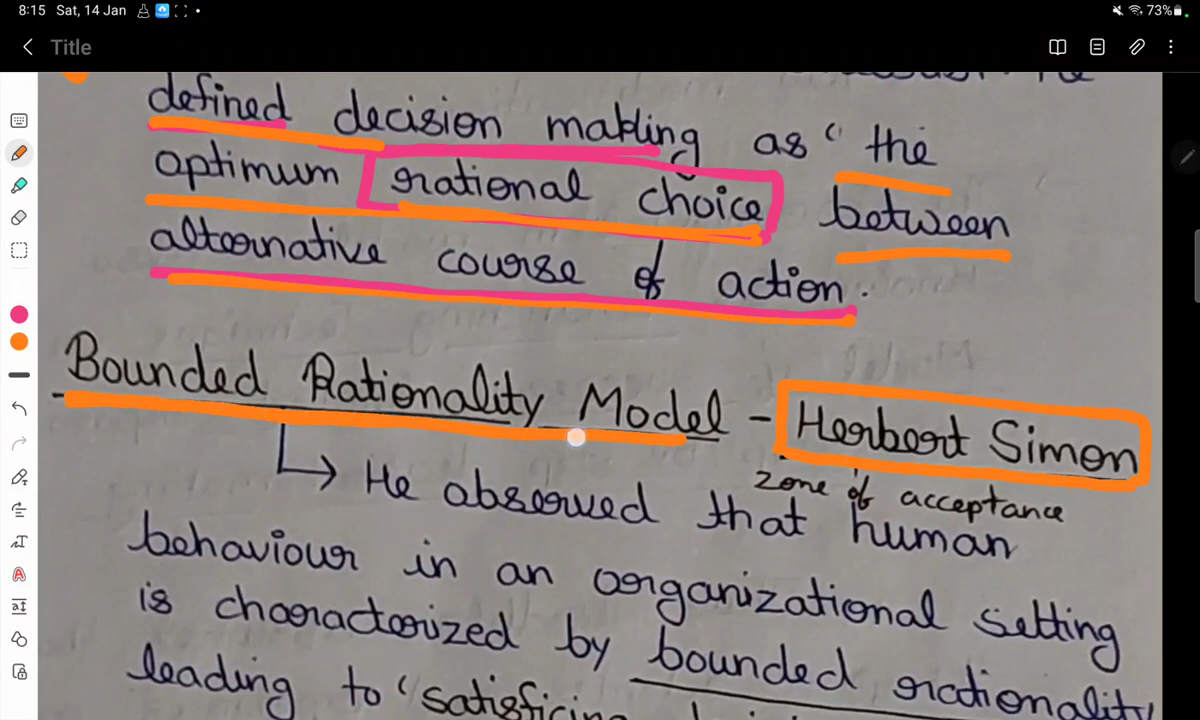 8:15 Sat, 14 Jan
73%
Title
defined decision making as " the
optimum rational choice between
alternative course of action.
Bounded Rationality Model - Herbert Simon
zone of acceptance
↳ He observed that human
behaviour in an organizational setting
is characterized by bounded rationality
leading to "satisficing